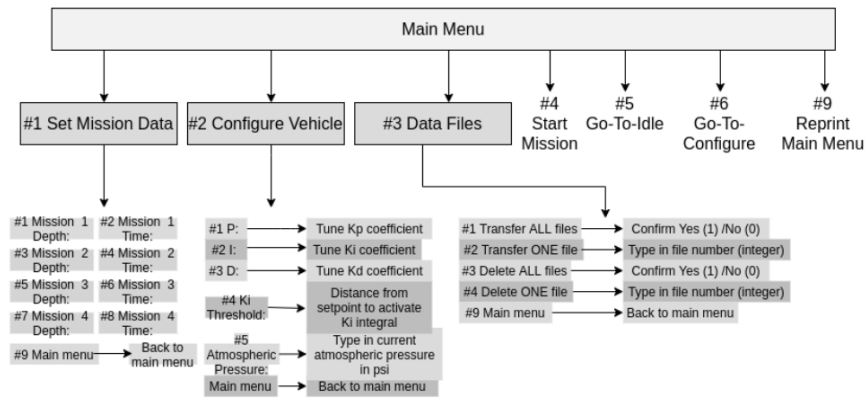 Main Menu
#1 Set Mission Data
#2 Configure Vehicle
#3 Data Files
#4
Start
Mission
#5
Go-To-Idle
#6
Go-To-
Configure
#9
Reprint
Main Menu
#1 Mission 1
Depth:
#2 Mission 1
Time:
#3 Mission 2
Depth:
#4 Mission 2
Time:
#5 Mission 3
Depth:
#6 Mission 3
Time:
#7 Mission 4
Depth:
#8 Mission 4
Time:
#9 Main menu
Back to
main menu
#1 P:
Tune Kp coefficient
#2 I:
Tune Ki coefficient
#3 D:
Tune Kd coefficient
#4 Ki
Threshold:
Distance from
setpoint to activate
Ki integral
#5
Atmospheric
Pressure:
Type in current
atmospheric pressure
in psi
Main menu
Back to main menu
#1 Transfer ALL files
Confirm Yes (1) /No (0)
#2 Transfer ONE file
Type in file number (integer)
#3 Delete ALL files
Confirm Yes (1) /No (0)
#4 Delete ONE file
Type in file number (integer)
#9 Main menu
Back to main menu